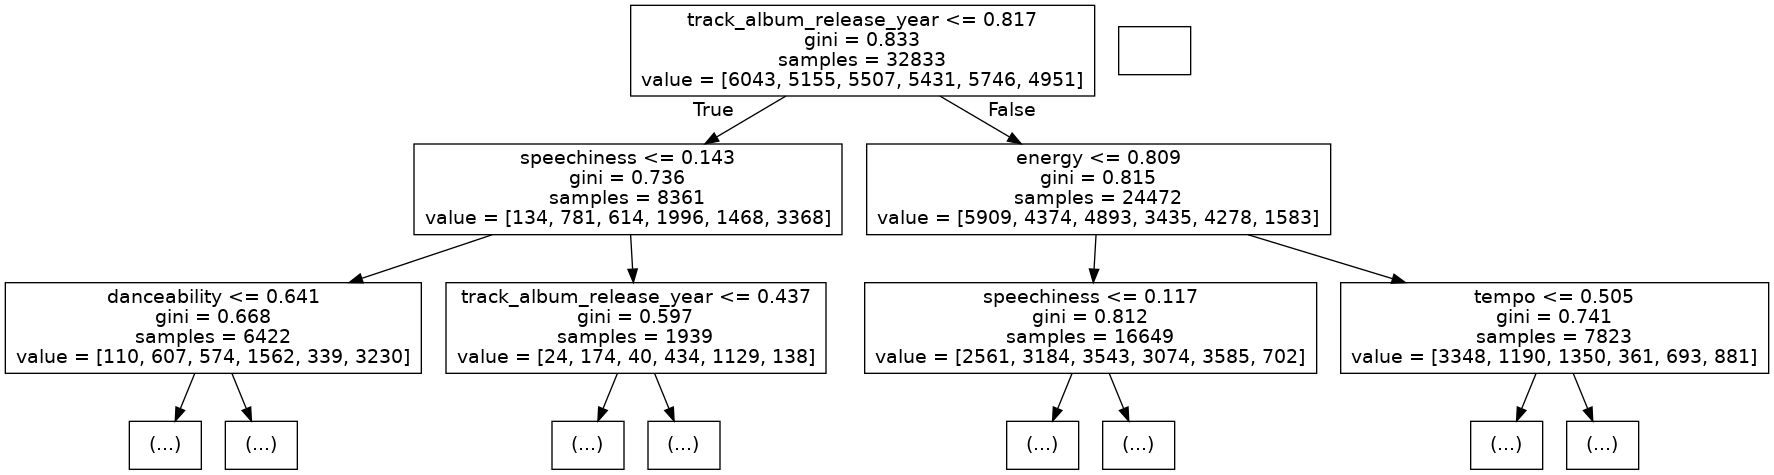 track_album_release_year <= 0.817
gini = 0.833
samples = 32833
value = [6043, 5155, 5507, 5431, 5746, 4951]
True
False
speechiness <= 0.143
gini = 0.736
samples = 8361
value = [134, 781, 614, 1996, 1468, 3368]
energy <= 0.809
gini = 0.815
samples = 24472
value = [5909, 4374, 4893, 3435, 4278, 1583]
danceability <= 0.641
gini = 0.668
samples = 6422
value = [110, 607, 574, 1562, 339, 3230]
track_album_release_year <= 0.437
gini = 0.597
samples = 1939
value = [24, 174, 40, 434, 1129, 138]
speechiness <= 0.117
gini = 0.812
samples = 16649
value = [2561, 3184, 3543, 3074, 3585, 702]
tempo <= 0.505
gini = 0.741
samples = 7823
value = [3348, 1190, 1350, 361, 693, 881]
(...)
(...)
(...)
(...)
(...)
(...)
(...)
(...)